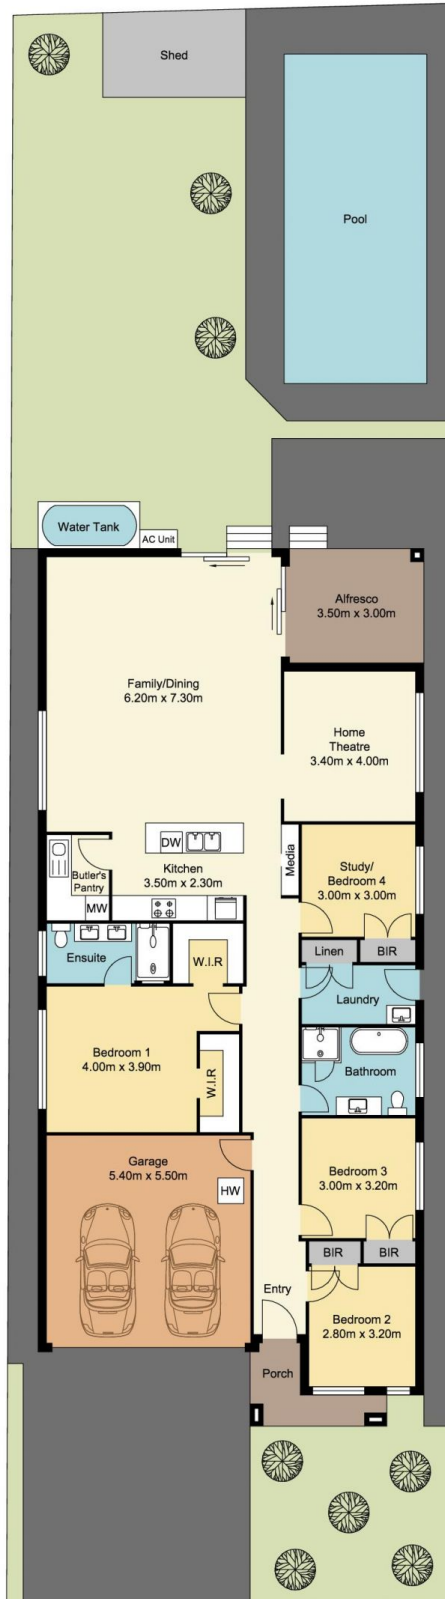 Shed
Pool
Water Tank
AC Unit
Alfresco
3.50m x 3.00m
Family/Dining
6.20m x 7.30m
Home
Theatre
3.40m x 4.00m
DW
Media
Kitchen
3.50m x 2.30m
Butler's
Pantry
MW
Study/
Bedroom 4
3.00m x 3.00m
Ensuite
W.I.R
Linen
BIR
Laundry
Bedroom 1
4.00m x 3.90m
W.I.R
Bathroom
Garage
5.40m x 5.50m
HW
Bedroom 3
3.00m x 3.20m
BIR
BIR
Entry
Bedroom 2
2.80m x 3.20m
Porch